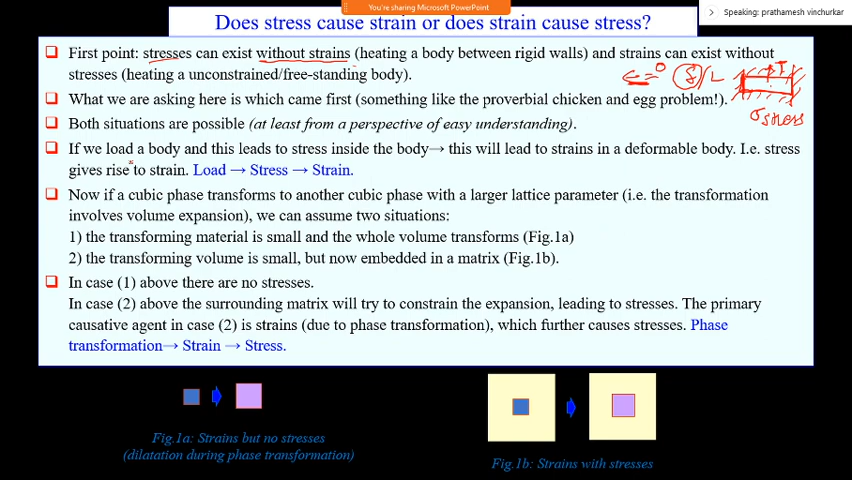 You're sharing Microsoft PowerPoint
Speaking: prathamesh vinchurkar
Does stress cause strain or does strain cause stress?
First point: stresses can exist without strains (heating a body between rigid walls) and strains can exist without
stresses (heating a unconstrained/free-standing body).
What we are asking here is which came first (something like the proverbial chicken and egg problem!).
Both situations are possible (at least from a perspective of easy understanding).
If we load a body and this leads to stress inside the body→ this will lead to strains in a deformable body. I.e. stress
gives rise to strain. Load → Stress → Strain.
Now if a cubic phase transforms to another cubic phase with a larger lattice parameter (i.e. the transformation
involves volume expansion), we can assume two situations:
1) the transforming material is small and the whole volume transforms (Fig.1a)
2) the transforming volume is small, but now embedded in a matrix (Fig.1b).
In case (1) above there are no stresses.
In case (2) above the surrounding matrix will try to constrain the expansion, leading to stresses. The primary
causative agent in case (2) is strains (due to phase transformation), which further causes stresses. Phase
transformation→ Strain → Stress.
Fig.1a: Strains but no stresses
(dilatation during phase transformation)
Fig.1b: Strains with stresses
σ stress